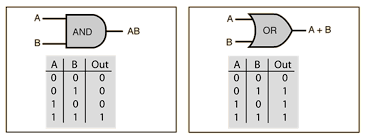 A
AND
AB
B
A B Out
0 0 0
0 1 0
1 0 0
1 1 1
A
OR
A + B
B
A B Out
0 0 0
0 1 1
1 0 1
1 1 1